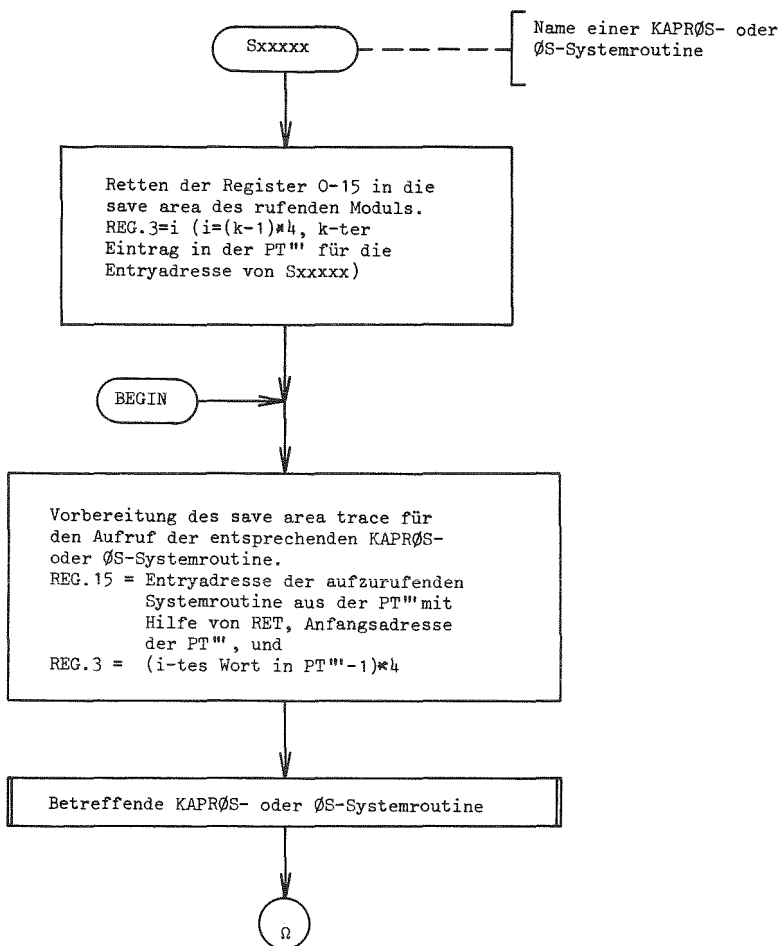 Sxxxxx
Name einer KAPRØS- oder
ØS-Systemroutine
Retten der Register 0-15 in die
save area des rufenden Moduls.
REG.3=i (i=(k-1)*4, k-ter
Eintrag in der PT"' für die
Entryadresse von Sxxxxx)
BEGIN
Vorbereitung des save area trace für
den Aufruf der entsprechenden KAPRØS-
oder ØS-Systemroutine.
REG.15 = Entryadresse der aufzurufenden
Systemroutine aus der PT"' mit
Hilfe von RET, Anfangsadresse
der PT"', und
REG.3 = (i-tes Wort in PT"'-1)*4
Betreffende KAPRØS- oder ØS-Systemroutine
Ω